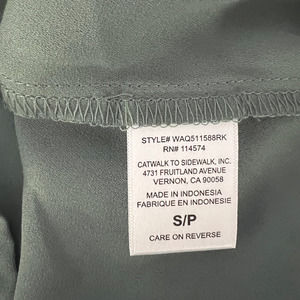 STYLE# WAQ511588RK
RN# 114574
CATWALK TO SIDEWALK, INC.
4731 FRUITLAND AVENUE
VERNON, CA 90058
MADE IN INDONESIA
FABRIQUE EN INDONESIE
S/P
CARE ON REVERSE